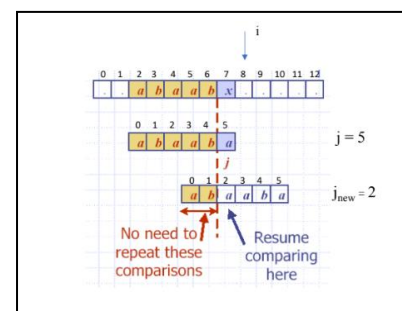 i
0 1 2 3 4 5 6 7 8 9 10 11 12
. . a b a a b x . . . . .
0 1 2 3 4 5
a b a a b a
j = 5
j
0 1 2 3 4 5
a b a a b a
jnew = 2
No need to
repeat these
comparisons
Resume
comparing
here